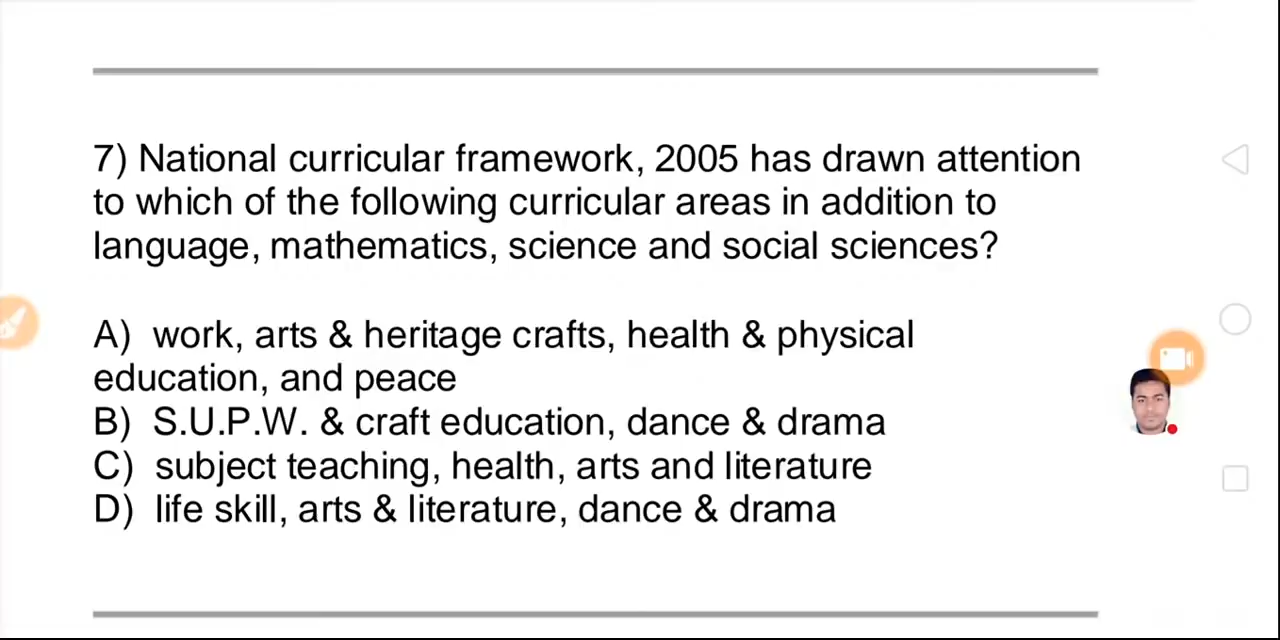 7) National curricular framework, 2005 has drawn attention
to which of the following curricular areas in addition to
language, mathematics, science and social sciences?
A)  work, arts & heritage crafts, health & physical
education, and peace
B)  S.U.P.W. & craft education, dance & drama
C)  subject teaching, health, arts and literature
D)  life skill, arts & literature, dance & drama